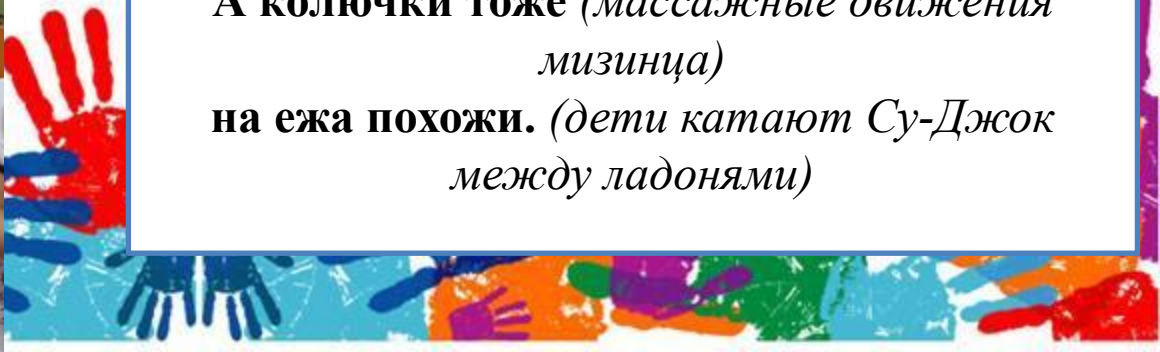 А колючки тоже (массажные движения
мизинца)
на ежа похожи. (дети катают Су-Джок
между ладонями)